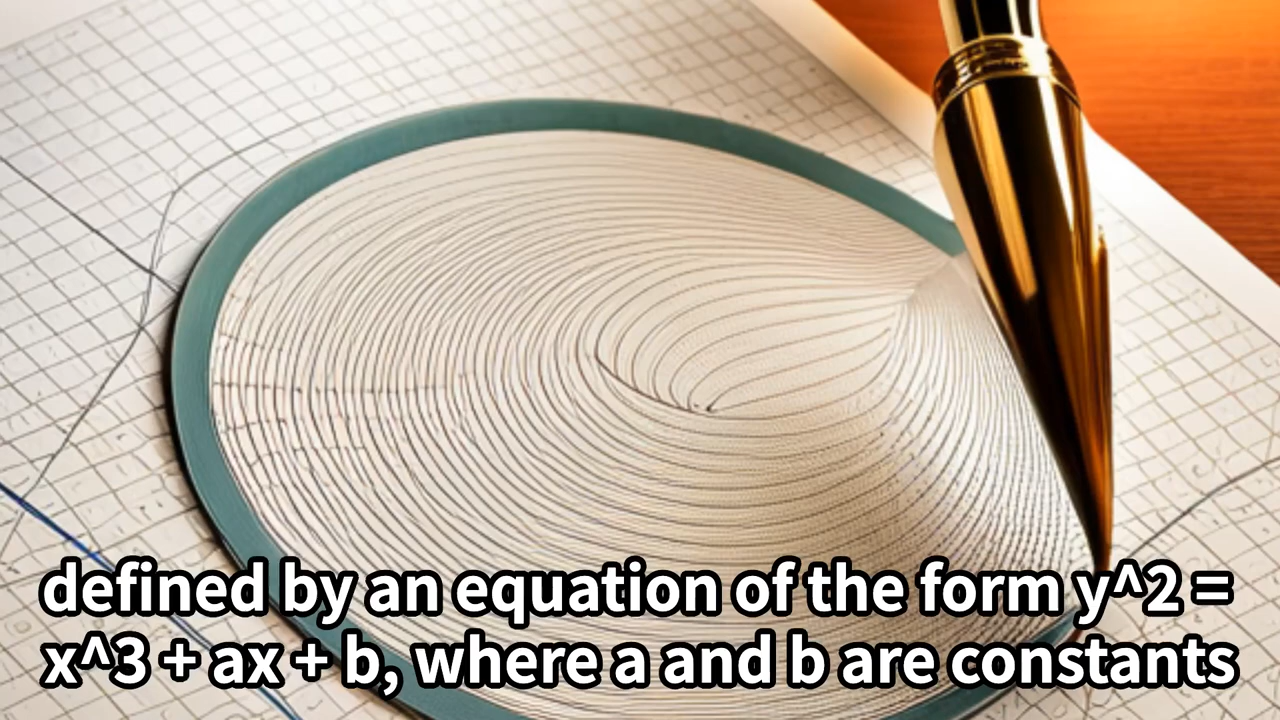 defined by an equation of the form y^2 =
x^3 + ax + b, where a and b are constants